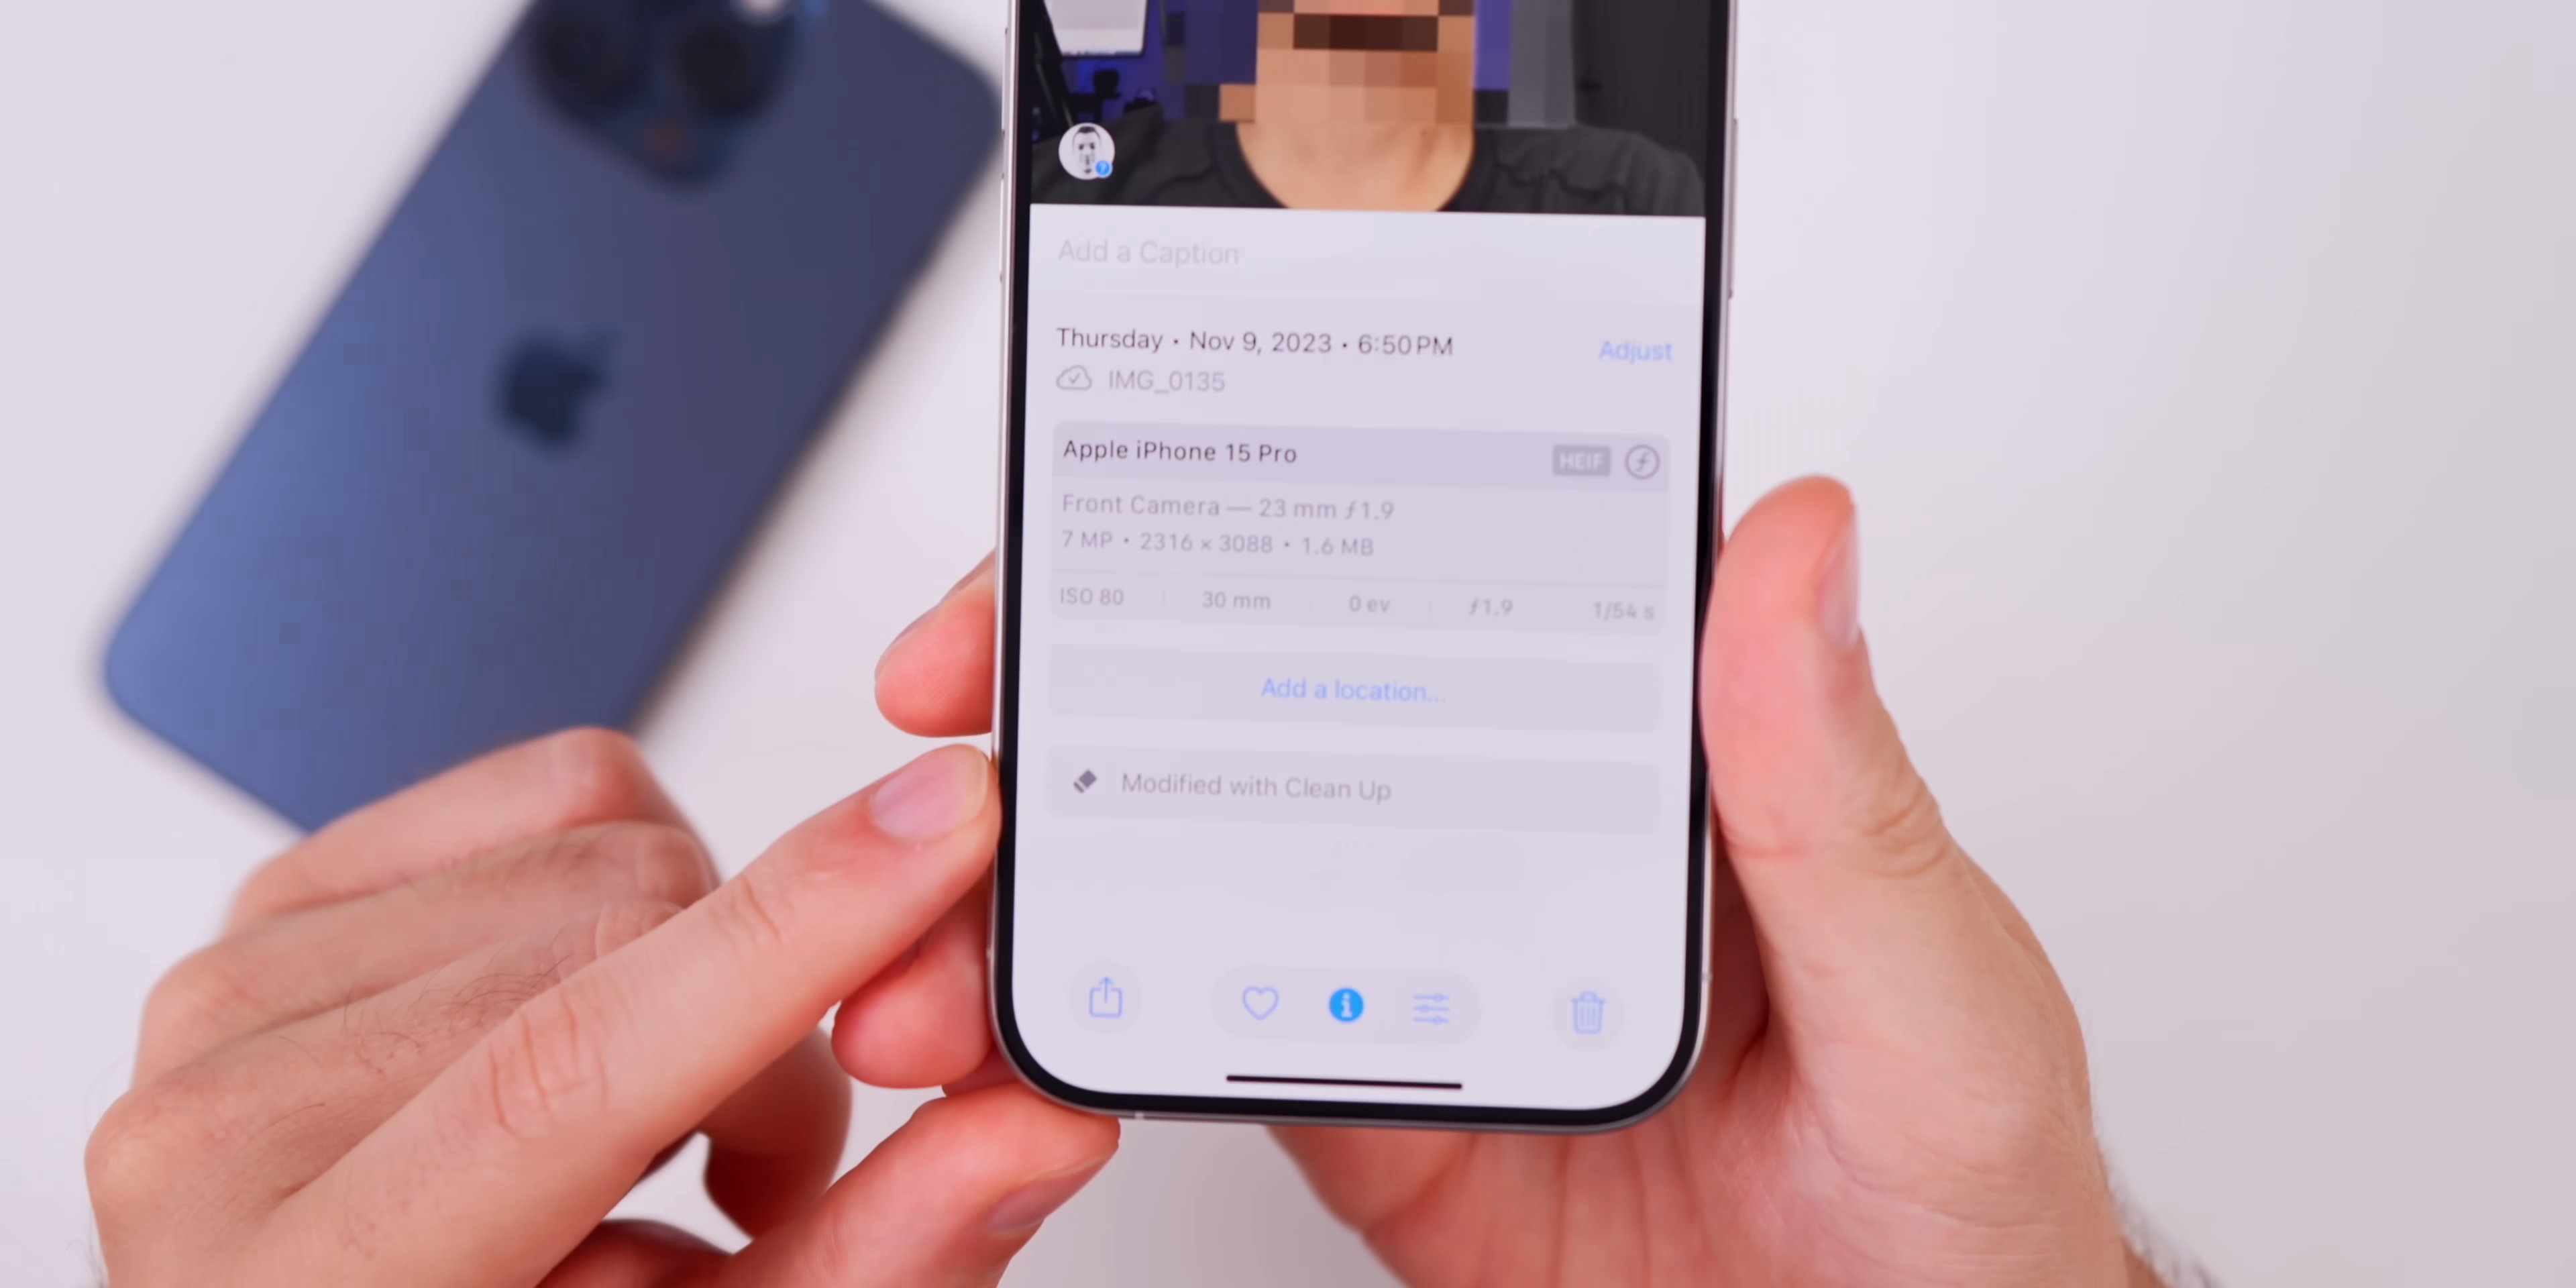 Add a Caption
Thursday • Nov 9, 2023 • 6:50 PM
Adjust
IMG_0135
Apple iPhone 15 Pro
HEIF
Front Camera — 23 mm ƒ1.9
7 MP • 2316 × 3088 • 1.6 MB
ISO 80
30 mm
0 ev
ƒ1.9
1/54 s
Add a location...
Modified with Clean Up